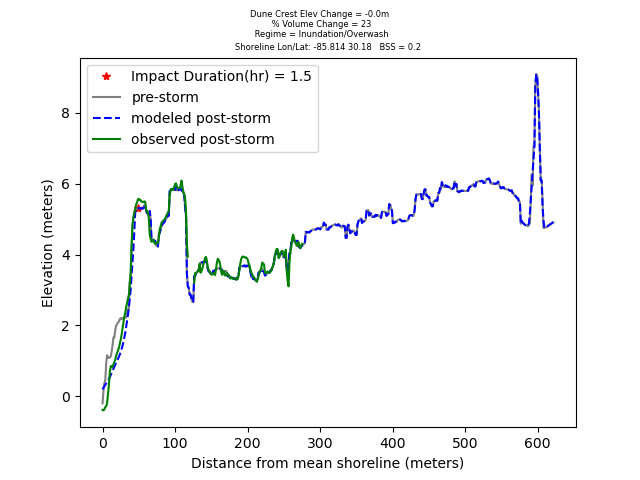 Dune Crest Elev Change = -0.0m
% Volume Change = 23
Regime = Inundation/Overwash
Shoreline Lon/Lat: -85.814 30.18 BSS = 0.2
Impact Duration(hr) = 1.5
pre-storm
modeled post-storm
observed post-storm
Elevation (meters)
8
6
4
2
0
0 100 200 300 400 500 600
Distance from mean shoreline (meters)